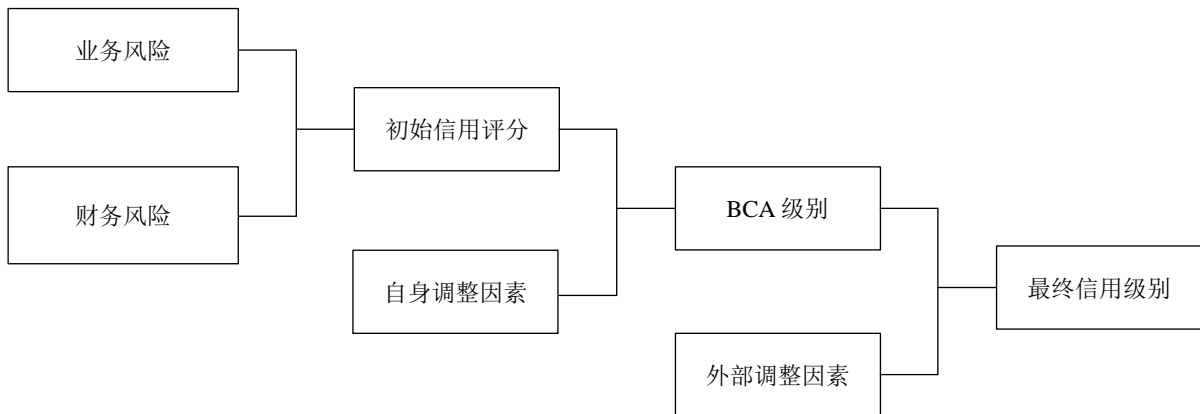 业务风险
财务风险
初始信用评分
自身调整因素
BCA 级别
外部调整因素
最终信用级别